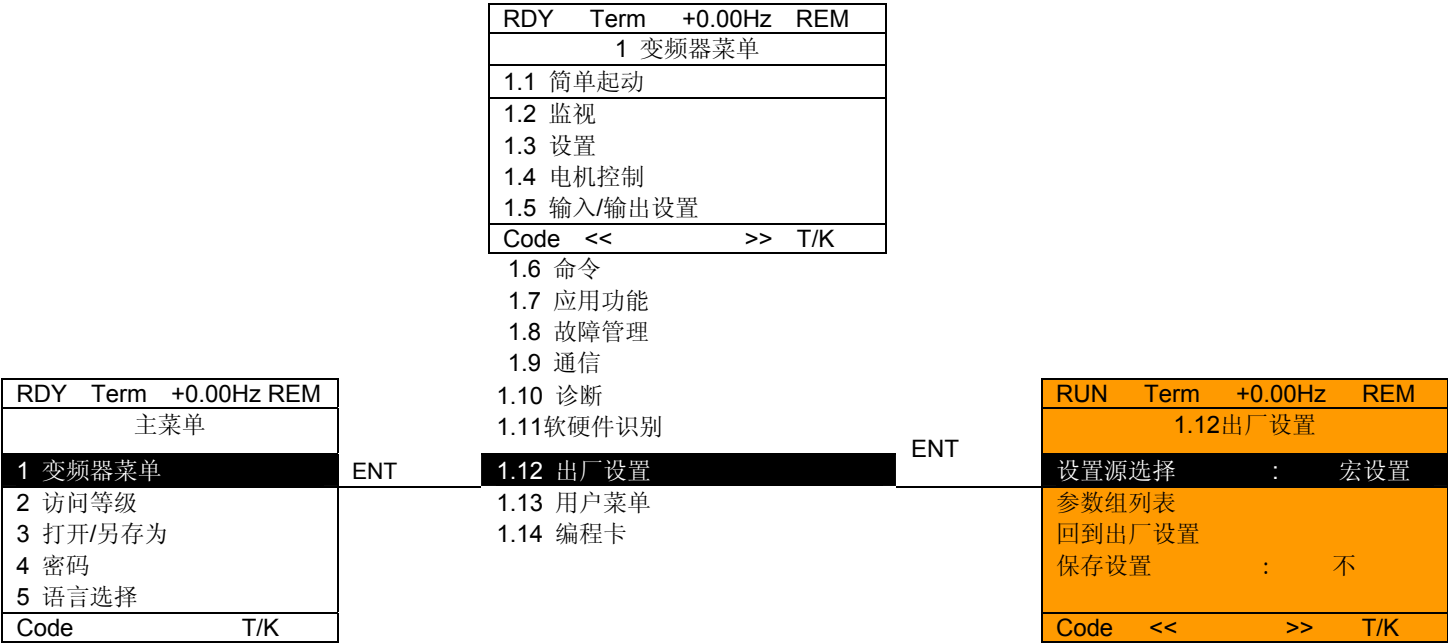 RDY Term +0.00Hz REM
1 变频器菜单
1.1 简单起动
1.2 监视
1.3 设置
1.4 电机控制
1.5 输入/输出设置
Code << >> T/K
1.6 命令
1.7 应用功能
1.8 故障管理
1.9 通信
1.10 诊断
1.11软硬件识别
1.12 出厂设置
1.13 用户菜单
1.14 编程卡
RDY Term +0.00Hz REM
主菜单
1 变频器菜单
2 访问等级
3 打开/另存为
4 密码
5 语言选择
Code T/K
ENT
ENT
RUN Term +0.00Hz REM
1.12出厂设置
设置源选择 : 宏设置
参数组列表
回到出厂设置
保存设置 : 不
Code << >> T/K